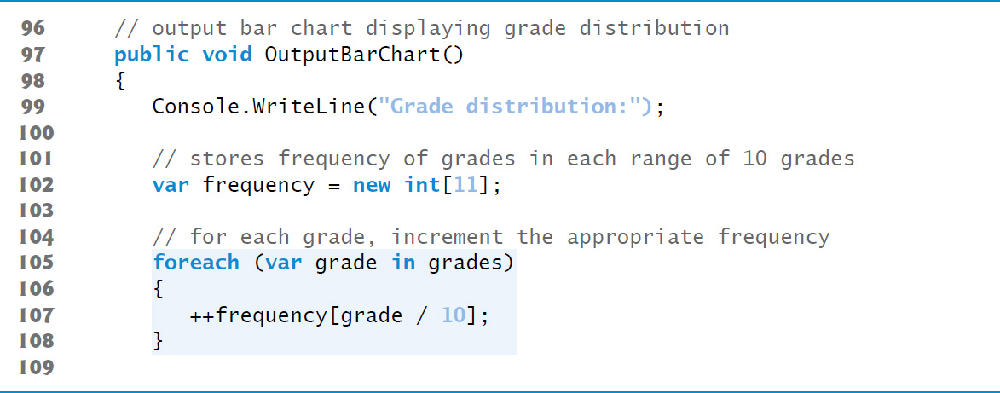 96 // output bar chart displaying grade distribution
97 public void OutputBarChart()
98 {
99 Console.WriteLine("Grade distribution:");
100
101 // stores frequency of grades in each range of 10 grades
102 var frequency = new int[11];
103
104 // for each grade, increment the appropriate frequency
105 foreach (var grade in grades)
106 {
107 ++frequency[grade / 10];
108 }
109